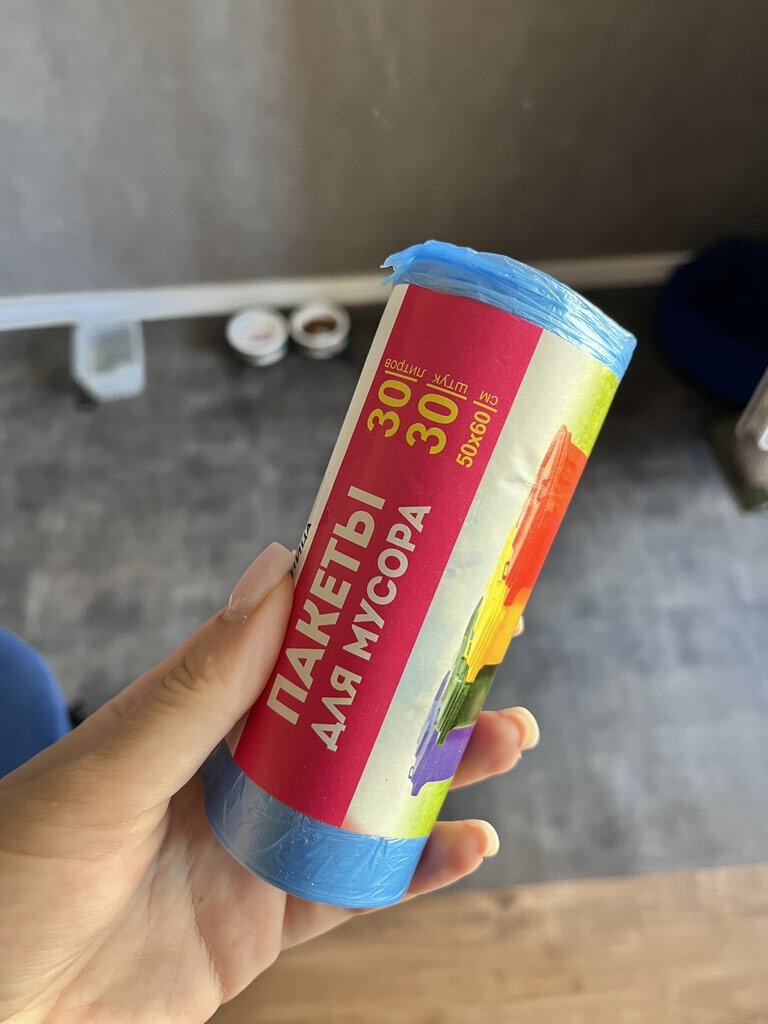 ПАКЕТЫ
ДЛЯ МУСОРА
30 литров
30 штук
50х60 см